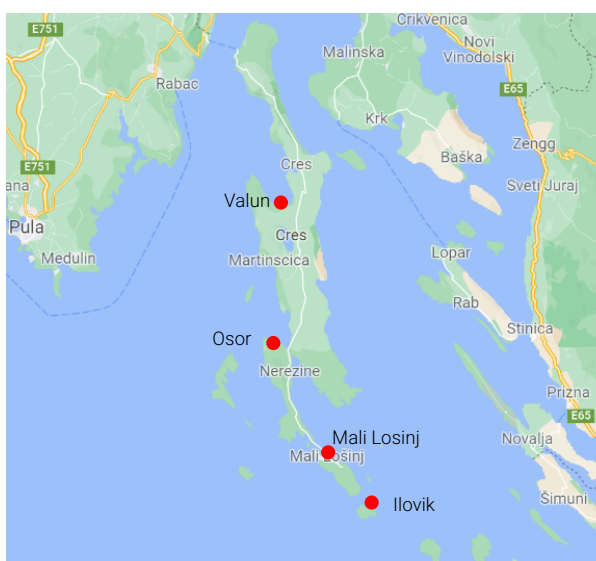 Crikvenica
E751
Malinska
Novi
Vinodolski
Rabac
E65
Krk
Zengg
Baška
Cres
E751
ana
Sveti Juraj
Valun
Pula
Cres
Lopar
Medulin
Martinscica
Rab
Stinica
Osor
Nerezine
Prizna
E65
Mali Losinj
Novalja
Mali Lošinj
Šimuni
Ilovik